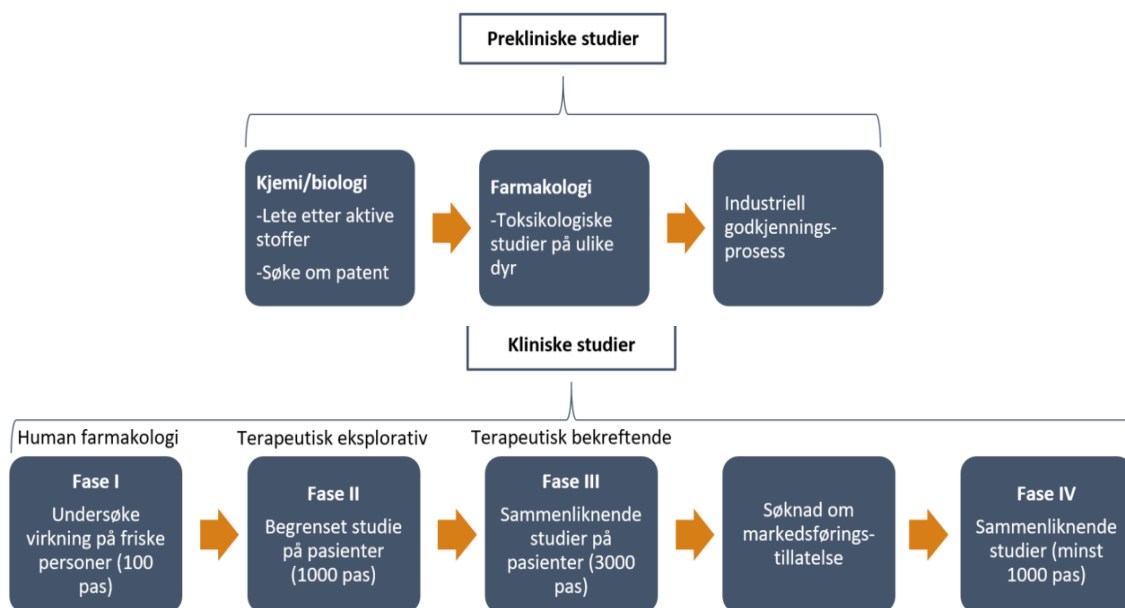 Prekliniske studier
Kjemi/biologi
-Lete etter aktive
stoffer
-Søke om patent
Farmakologi
-Toksikologiske
studier på ulike
dyr
Industriell
godkjennings-
prosess
Kliniske studier
Human farmakologi
Fase I
Undersøke
virkning på friske
personer (100
pas)
Terapeutisk eksplorativ
Fase II
Begrenset studie
på pasienter
(1000 pas)
Terapeutisk bekreftende
Fase III
Sammenliknende
studier på
pasienter (3000
pas)
Søknad om
markedsførings-
tillatelse
Fase IV
Sammenliknende
studier (minst
1000 pas)